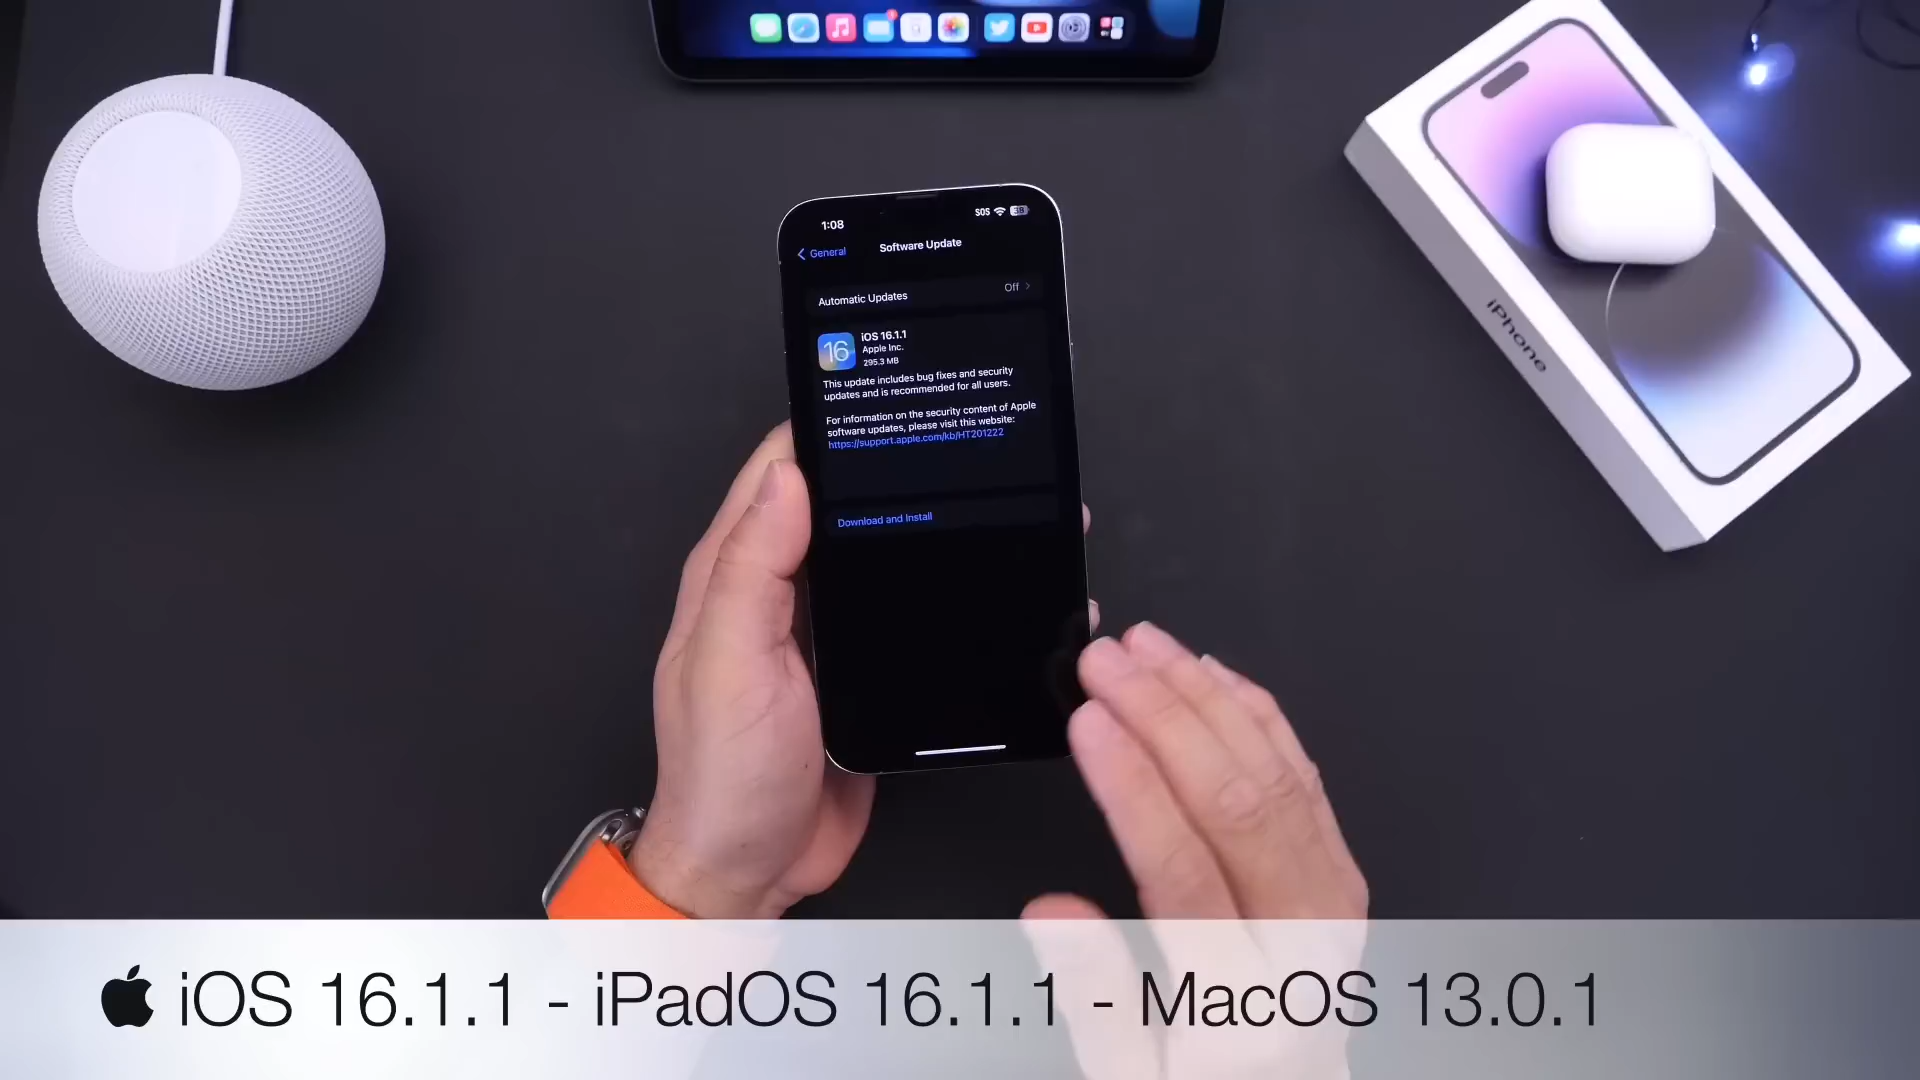 1:08
SOS
38
General
Software Update
Automatic Updates
Off
16
iOS 16.1.1
Apple Inc.
295.3 MB
This update includes bug fixes and security
updates and is recommended for all users.
For information on the security content of Apple
software updates, please visit this website:
https://support.apple.com/kb/HT201222
Download and Install
iPhone
iOS 16.1.1 - iPadOS 16.1.1 - MacOS 13.0.1